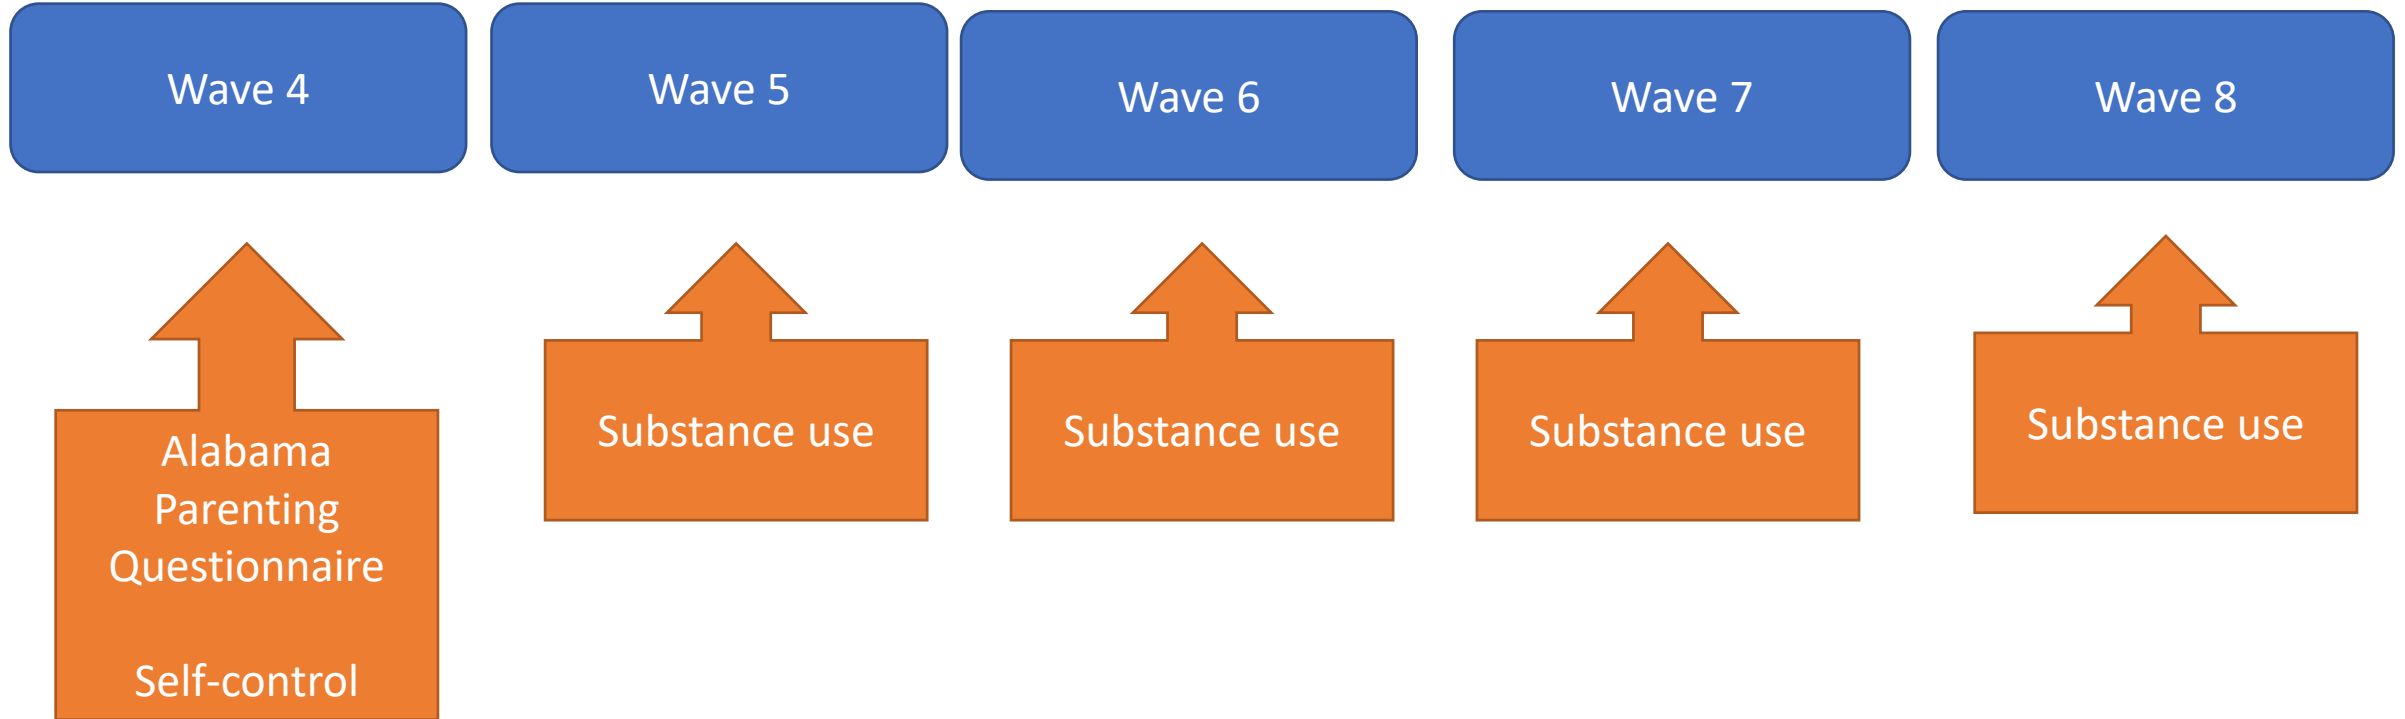 Wave 4
Wave 5
Wave 6
Wave 7
Wave 8
Alabama
Parenting
Questionnaire
Self-control
Substance use
Substance use
Substance use
Substance use